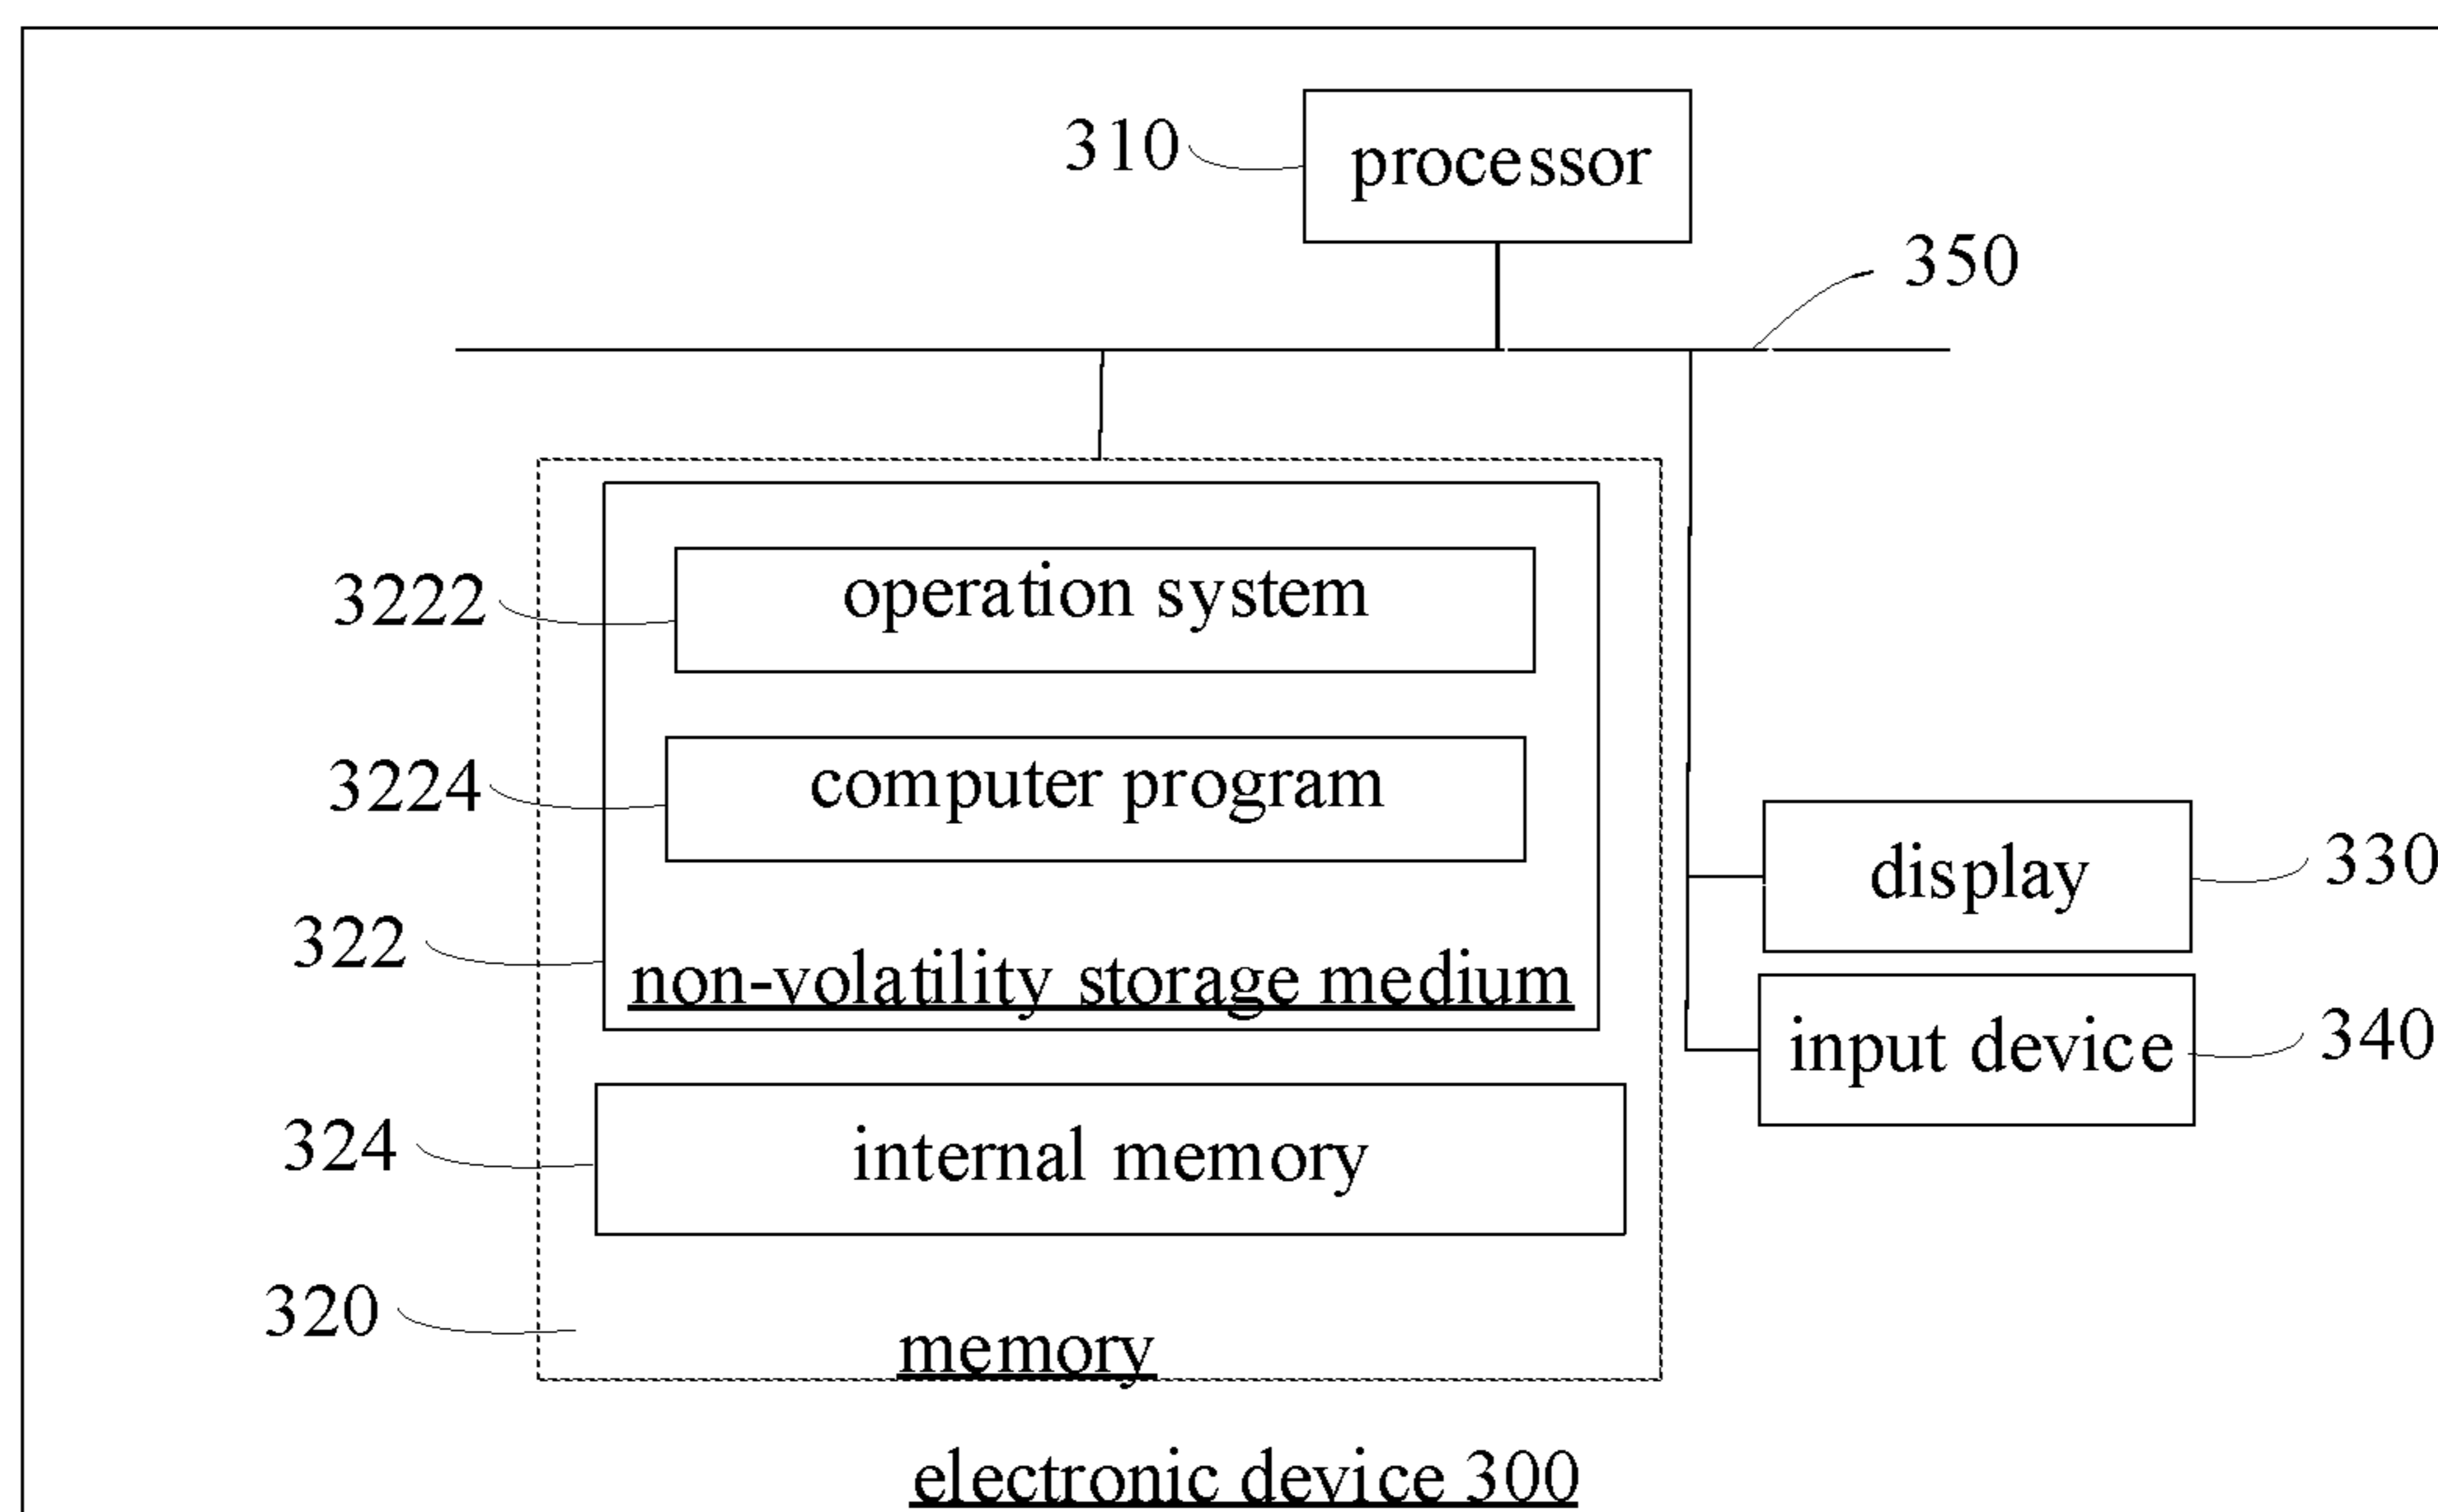 310
processor
350
3222
operation system
3224
computer program
display
330
322
non-volatility storage medium
input device
340
324
internal memory
320
memory
electronic device 300